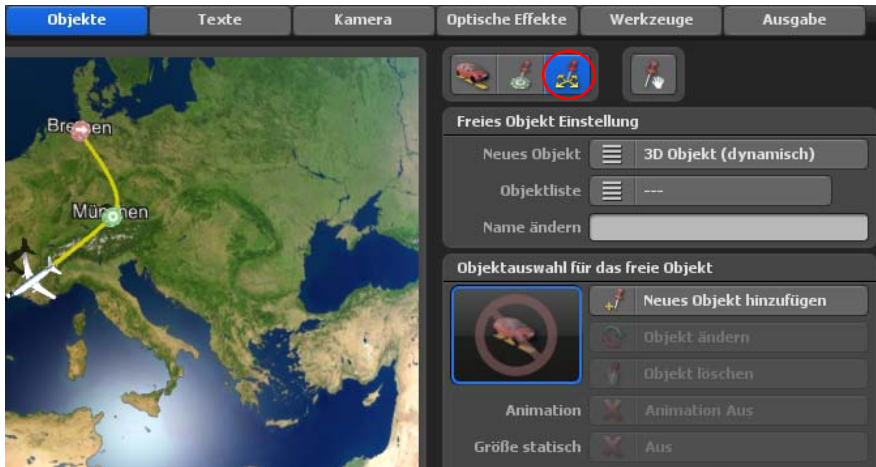 Objekte Texte Kamera Optische Effekte Werkzeuge Ausgabe
Bremen
München
Freies Objekt Einstellung
Neues Objekt 3D Objekt (dynamisch)
Objektliste ---
Name ändern
Objektauswahl für das freie Objekt
Neues Objekt hinzufügen
Objekt ändern
Objekt löschen
Animation Animation Aus
Größe statisch Aus